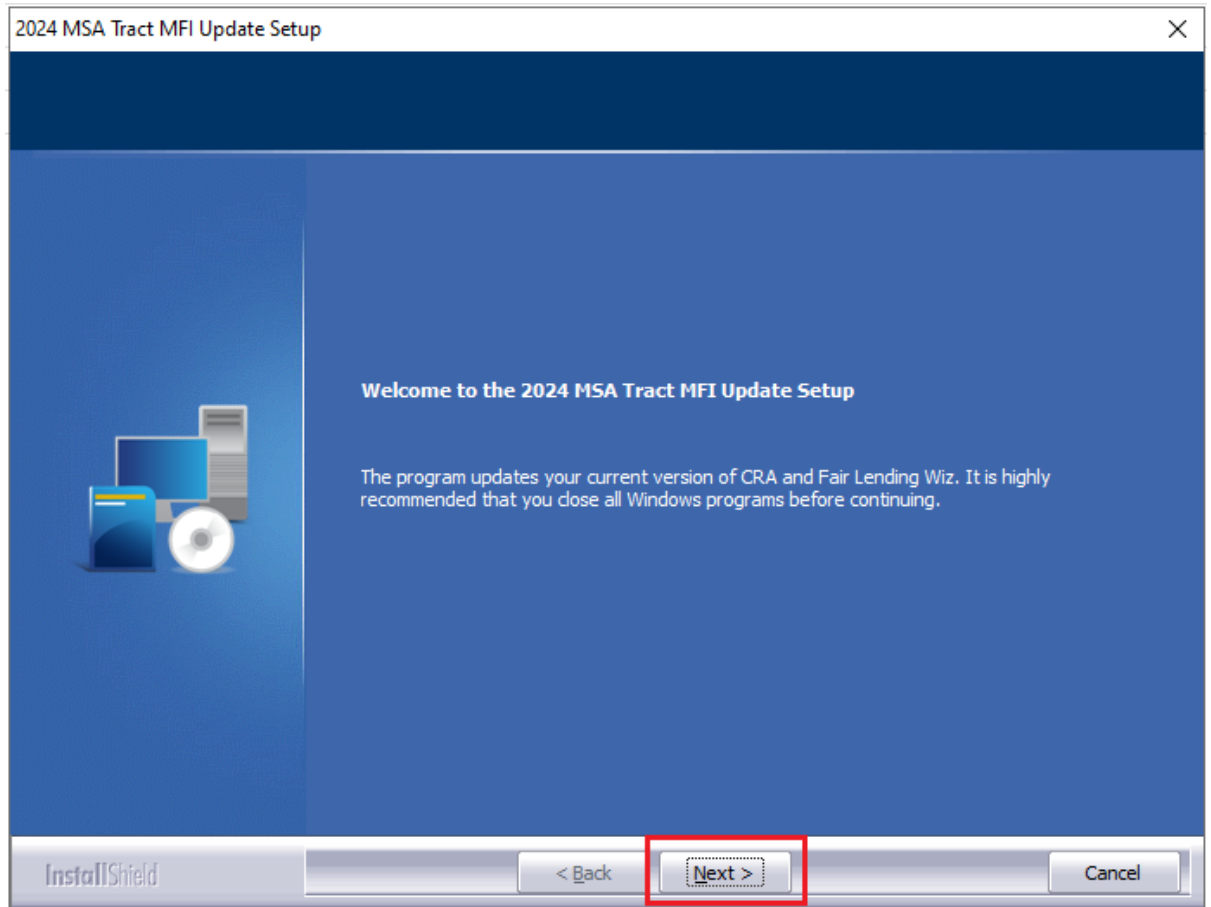 2024 MSA Tract MFI Update Setup
Welcome to the 2024 MSA Tract MFI Update Setup
The program updates your current version of CRA and Fair Lending Wiz. It is highly
recommended that you close all Windows programs before continuing.
InstallShield
< Back
Next >
Cancel